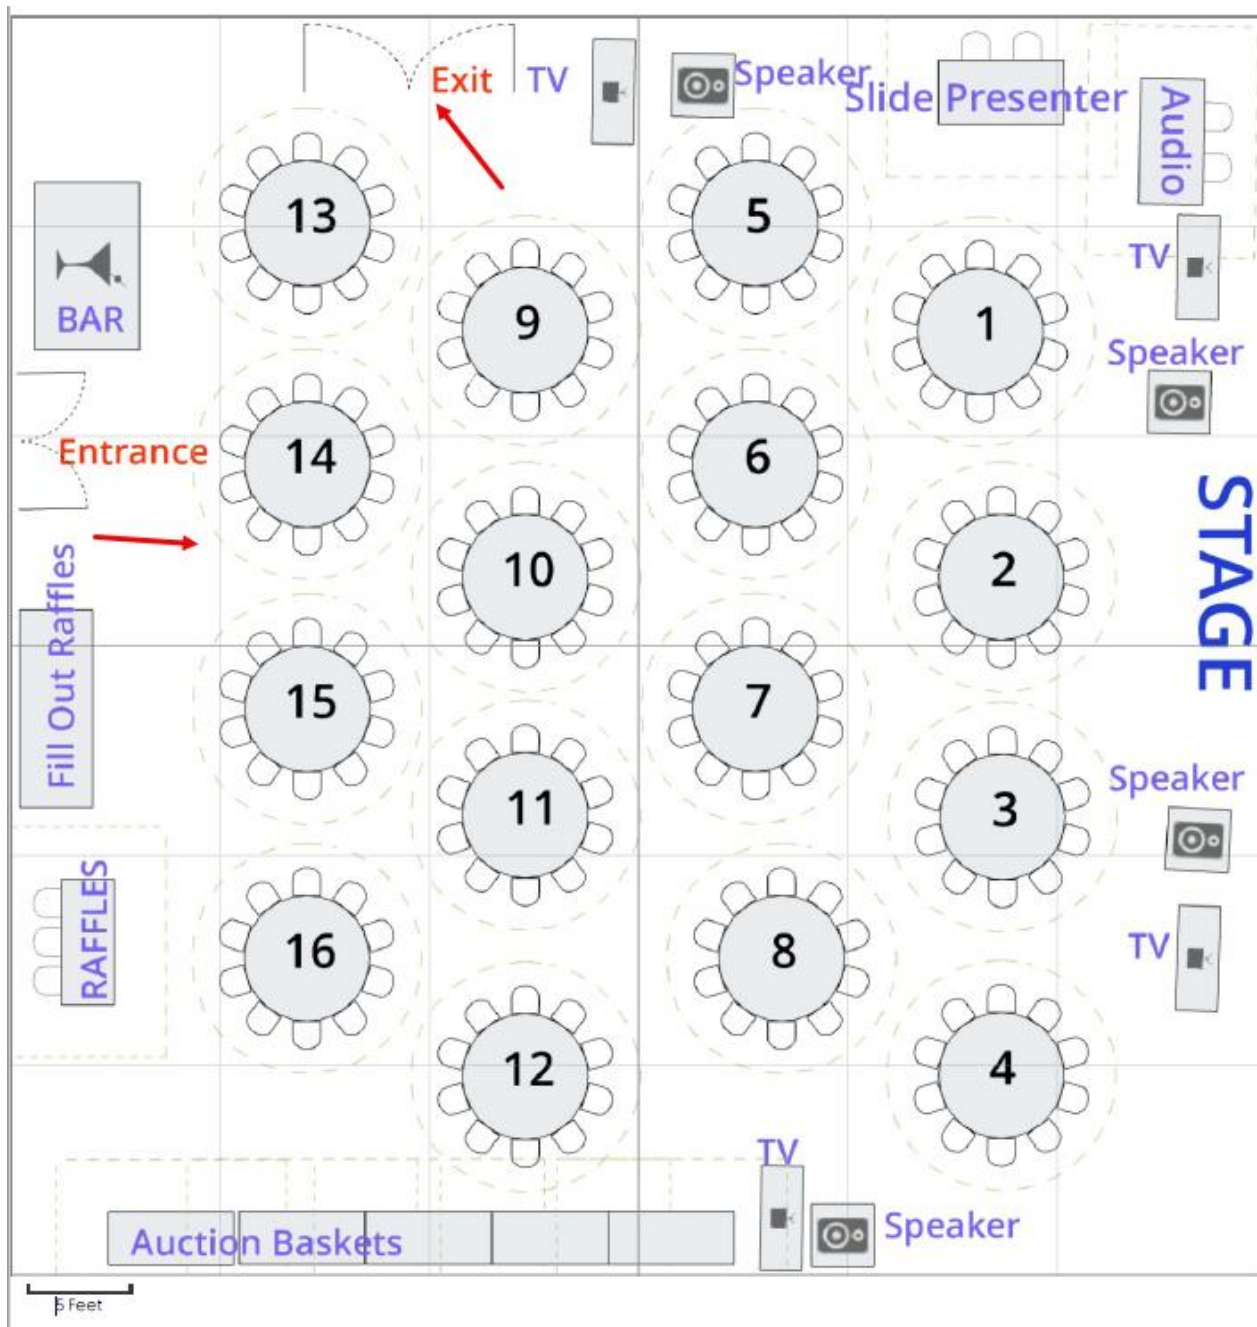 Exit
TV
Speaker
Slide Presenter
Audio
13
5
BAR
9
1
TV
Speaker
Entrance
14
6
10
2
STAGE
Fill Out Raffles
15
7
11
3
Speaker
RAFFLES
16
8
TV
12
4
TV
Auction Baskets
Speaker
5 Feet